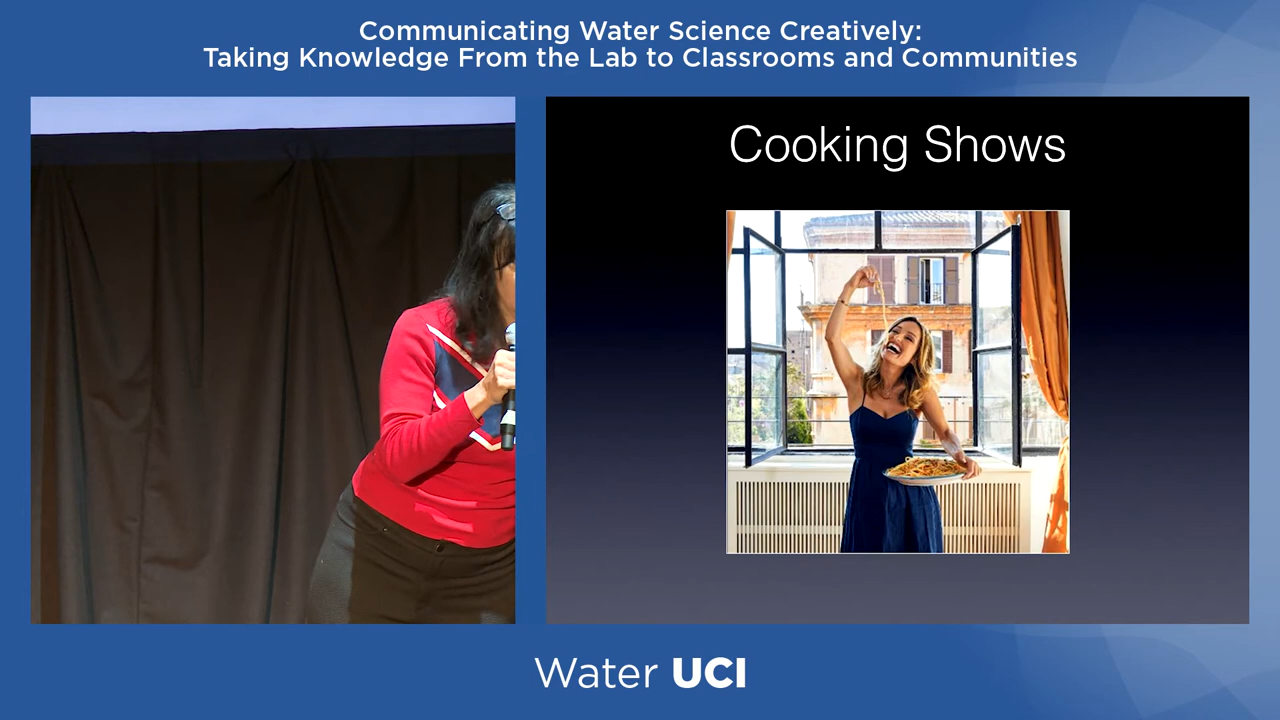 Communicating Water Science Creatively:
Taking Knowledge From the Lab to Classrooms and Communities
Cooking Shows
Water UCI